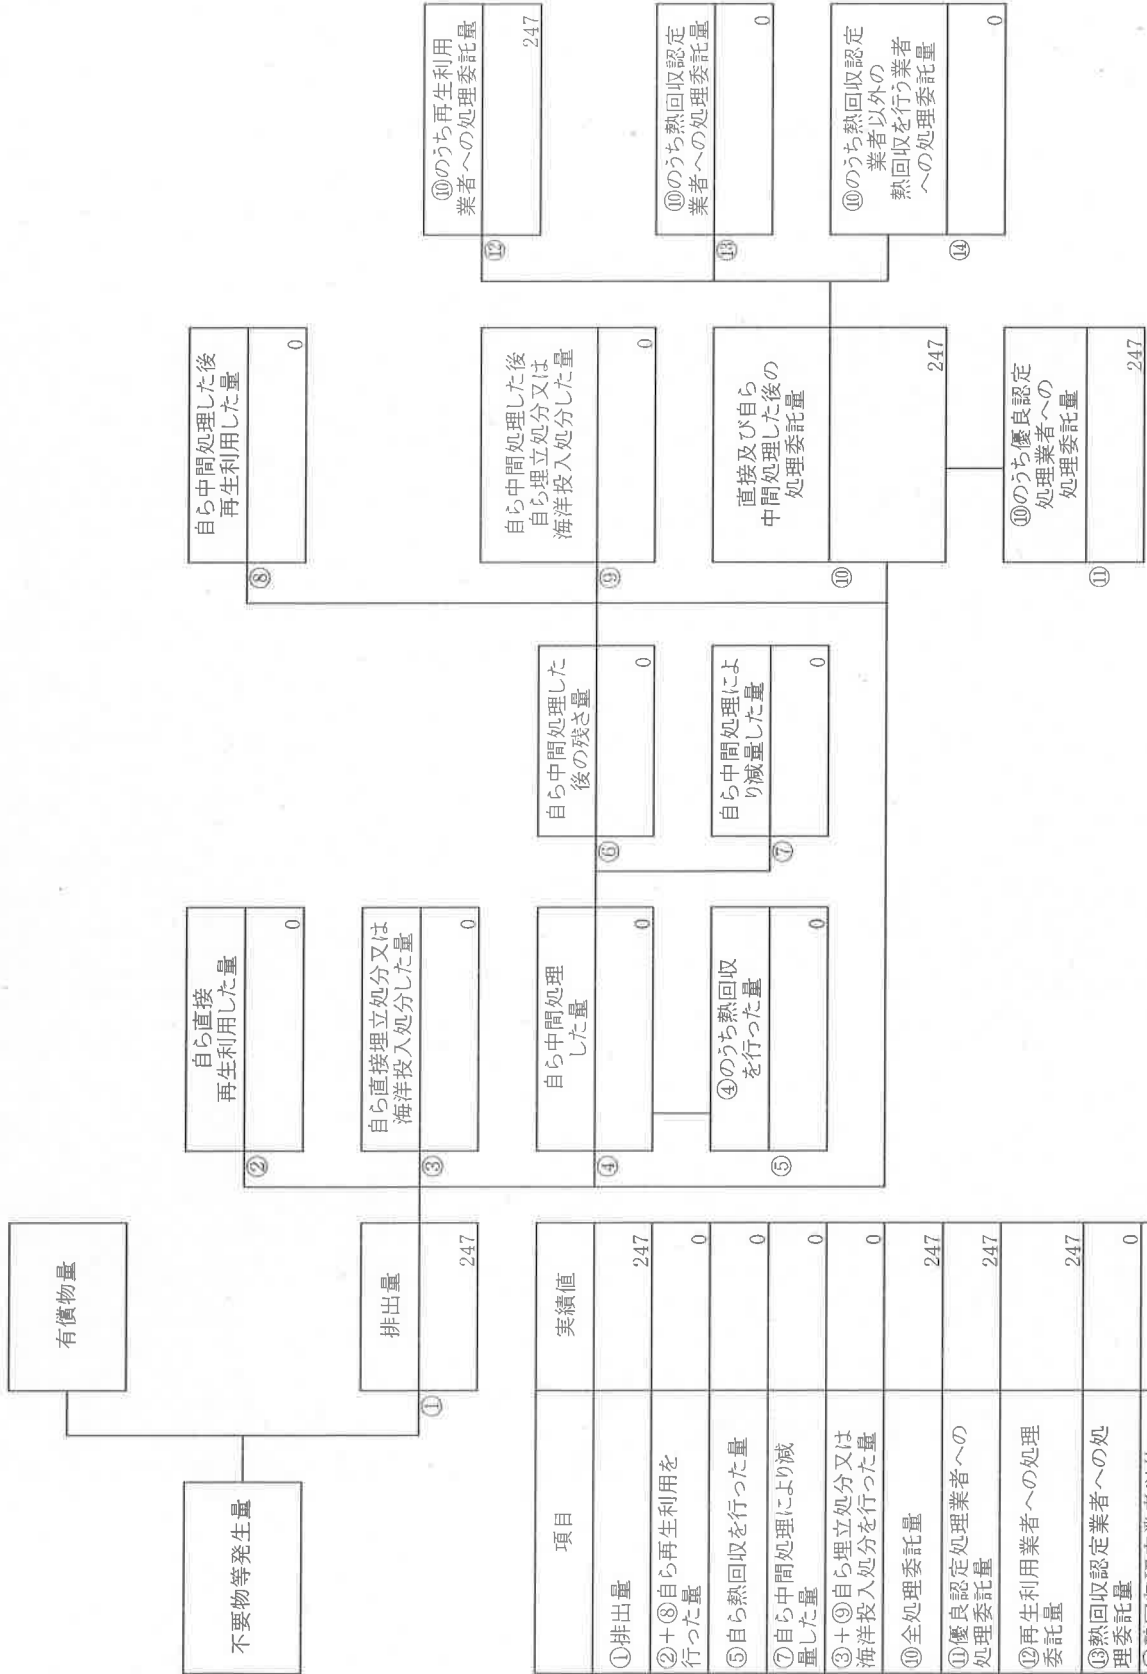 不要物等発生量
有償物量
①
排出量
247
②
自ら直接
再生利用した量
0
③
自ら直接埋立処分又は
海洋投入処分した量
0
④
自ら中間処理
した量
0
⑤
④のうち熱回収
を行った量
0
⑥
自ら中間処理した
後の残さ量
0
⑦
自ら中間処理によ
り減量した量
0
⑧
自ら中間処理した後
再生利用した量
0
⑨
自ら中間処理した後
自ら埋立処分又は
海洋投入処分した量
0
⑩
直接及び自ら
中間処理した後の
処理委託量
247
⑪
⑩のうち優良認定
処理業者への
処理委託量
247
⑫
⑩のうち再生利用
業者への処理委託量
247
⑬
⑩のうち熱回収認定
業者への処理委託量
0
⑭
⑩のうち熱回収認定
業者以外の
熱回収を行う業者
への処理委託量
0
項目
実績値
①排出量
247
②+⑧自ら再生利用を
行った量
0
⑤自ら熱回収を行った量
0
⑦自ら中間処理により減
量した量
0
③+⑨自ら埋立処分又は
海洋投入処分を行った量
0
⑩全処理委託量
247
⑪優良認定処理業者への
処理委託量
247
⑫再生利用業者への処理
委託量
247
⑬熱回収認定業者への処
理委託量
0